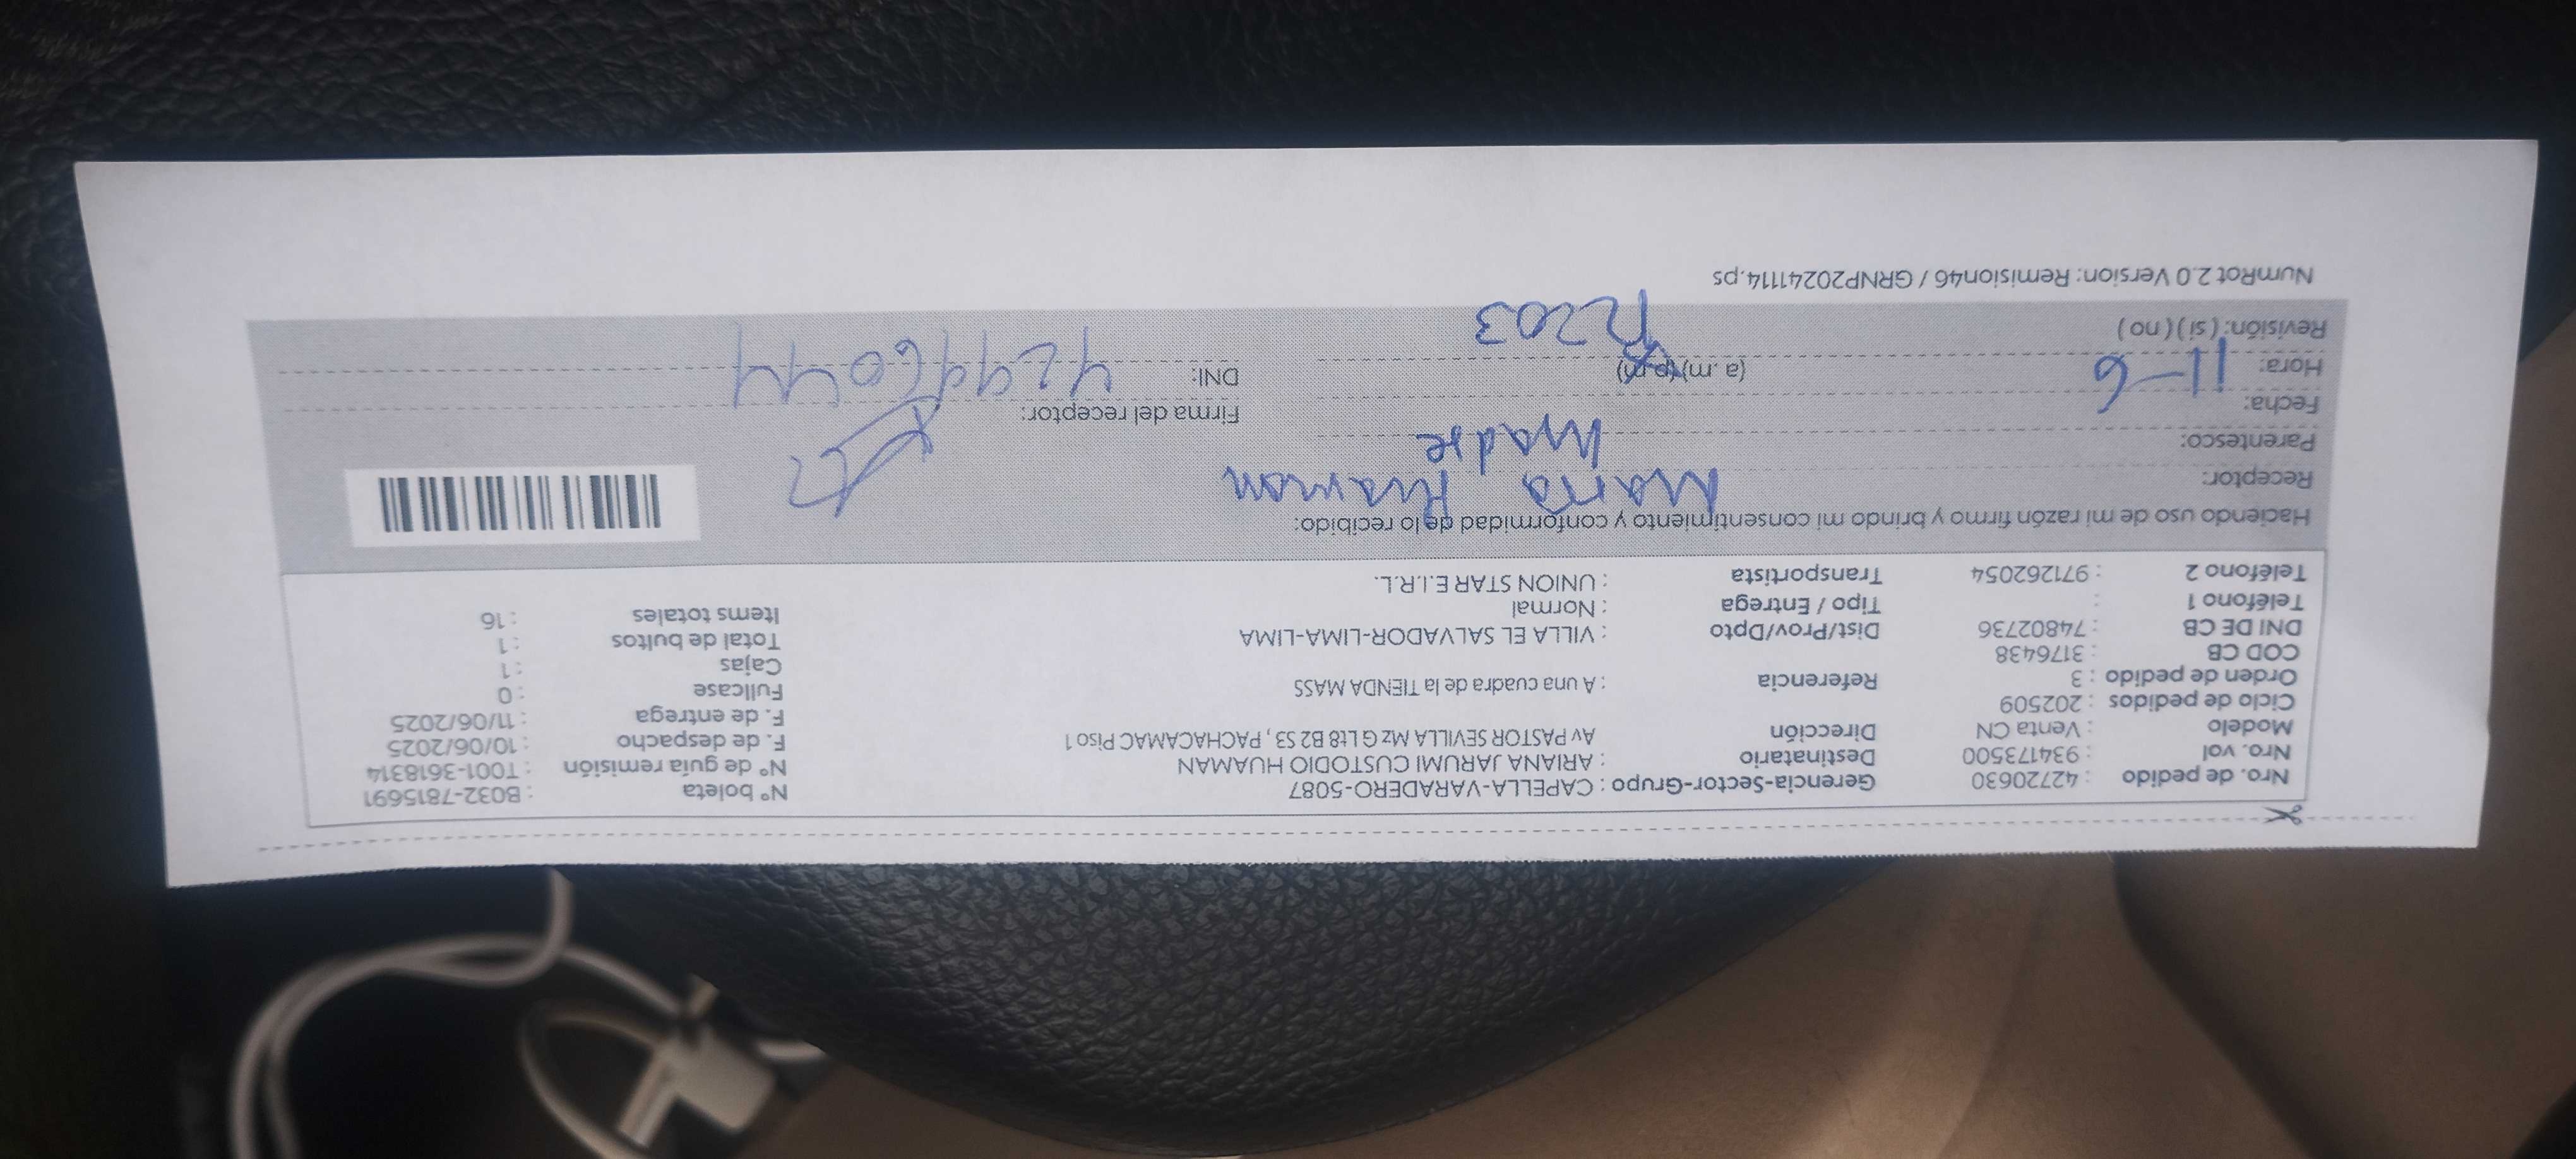 Nro. de pedido : 42720630 Gerencia-Sector-Grupo : CAPELLA-VARADERO-5087 N° boleta : B032-7815691
Nro. vol : 934173500 Destinatario : ARIANA JARUMI CUSTODIO HUAMAN N° de guía remisión : T001-3618314
Modelo : Venta CN Dirección Av PASTOR SEVILLA Mz G Lt8 B2 S3, PACHACAMAC Piso 1 F. de despacho : 10/06/2025
Ciclo de pedidos : 202509 F. de entrega : 11/06/2025
Orden de pedido : 3 Referencia : A una cuadra de la TIENDA MASS Fullcase : 0
COD CB : 3176438 Cajas : 1
DNI DE CB : 74802736 Dist/Prov/Dpto : VILLA EL SALVADOR-LIMA-LIMA Total de bultos : 1
Teléfono 1 : Tipo / Entrega : Normal Items totales : 16
Teléfono 2 : 971262054 Transportista : UNION STAR E.I.R.L.
Haciendo uso de mi razón firmo y brindo mi consentimiento y conformidad de lo recibido:
Receptor: Maria Huaman
Parentesco: Madre
Fecha: 11-6 Firma del receptor:
Hora: (a.m) (p.m) DNI:
Revisión: ( si ) ( no ) 2203
NumRot 2.0 Version: Remision46 / GRNP20241114.ps